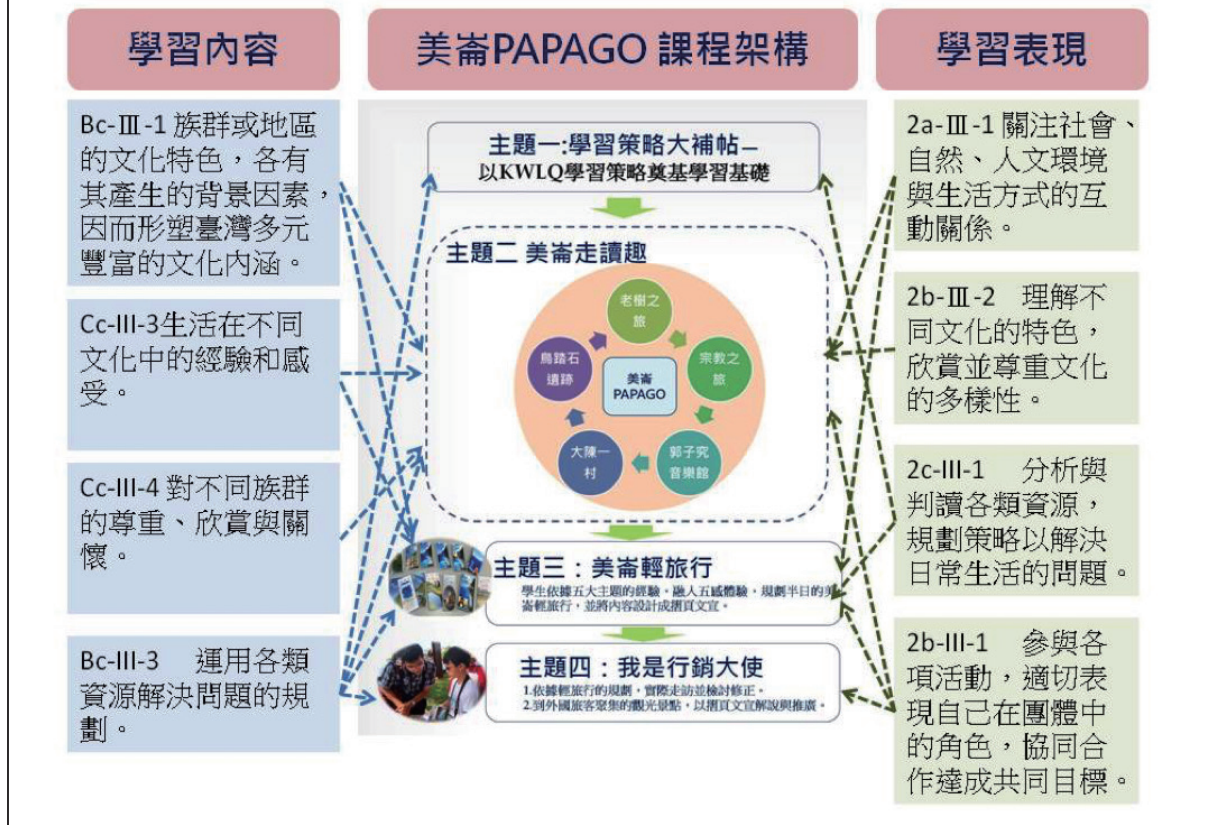 學習內容
美崙PAPAGO 課程架構
學習表現
Bc-Ⅲ-1 族群或地區
的文化特色，各有
其產生的背景因素，
因而形塑臺灣多元
豐富的文化內涵。
Cc-III-3生活在不同
文化中的經驗和感
受。
Cc-III-4 對不同族群
的尊重、欣賞與關
懷。
Bc-III-3 運用各類
資源解決問題的規
劃。
主題一:學習策略大補帖—
以KWLQ學習策略奠基學習基礎
主題二 美崙走讀趣
老樹之
旅
宗教之
旅
郭子究
音樂館
大陳一
村
鳥踏石
遺跡
美崙
PAPAGO
主題三：美崙輕旅行
學生依據五大主題的經驗，融入五感體驗，規劃半日的美
崙輕旅行，並將內容設計成摺頁文宣。
主題四：我是行銷大使
1.依據輕旅行的規劃，實際走訪並檢討修正。
2.到外國旅客聚集的觀光景點，以摺頁文宣解說與推廣。
2a-Ⅲ-1 關注社會、
自然、人文環境
與生活方式的互
動關係。
2b-Ⅲ-2 理解不
同文化的特色，
欣賞並尊重文化
的多樣性。
2c-III-1 分析與
判讀各類資源，
規劃策略以解決
日常生活的問題。
2b-III-1 參與各
項活動，適切表
現自己在團體中
的角色，協同合
作達成共同目標。